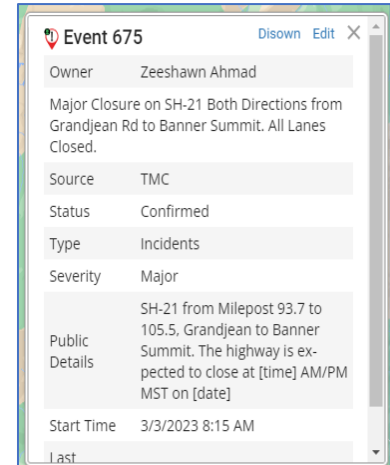 Event 675 Disown Edit
Owner Zeeshawn Ahmad
Major Closure on SH-21 Both Directions from
Grandjean Rd to Banner Summit. All Lanes
Closed.
Source TMC
Status Confirmed
Type Incidents
Severity Major
SH-21 from Milepost 93.7 to
105.5, Grandjean to Banner
Public Summit. The highway is ex-
Details pected to close at [time] AM/PM
MST on [date]
Start Time 3/3/2023 8:15 AM
Last